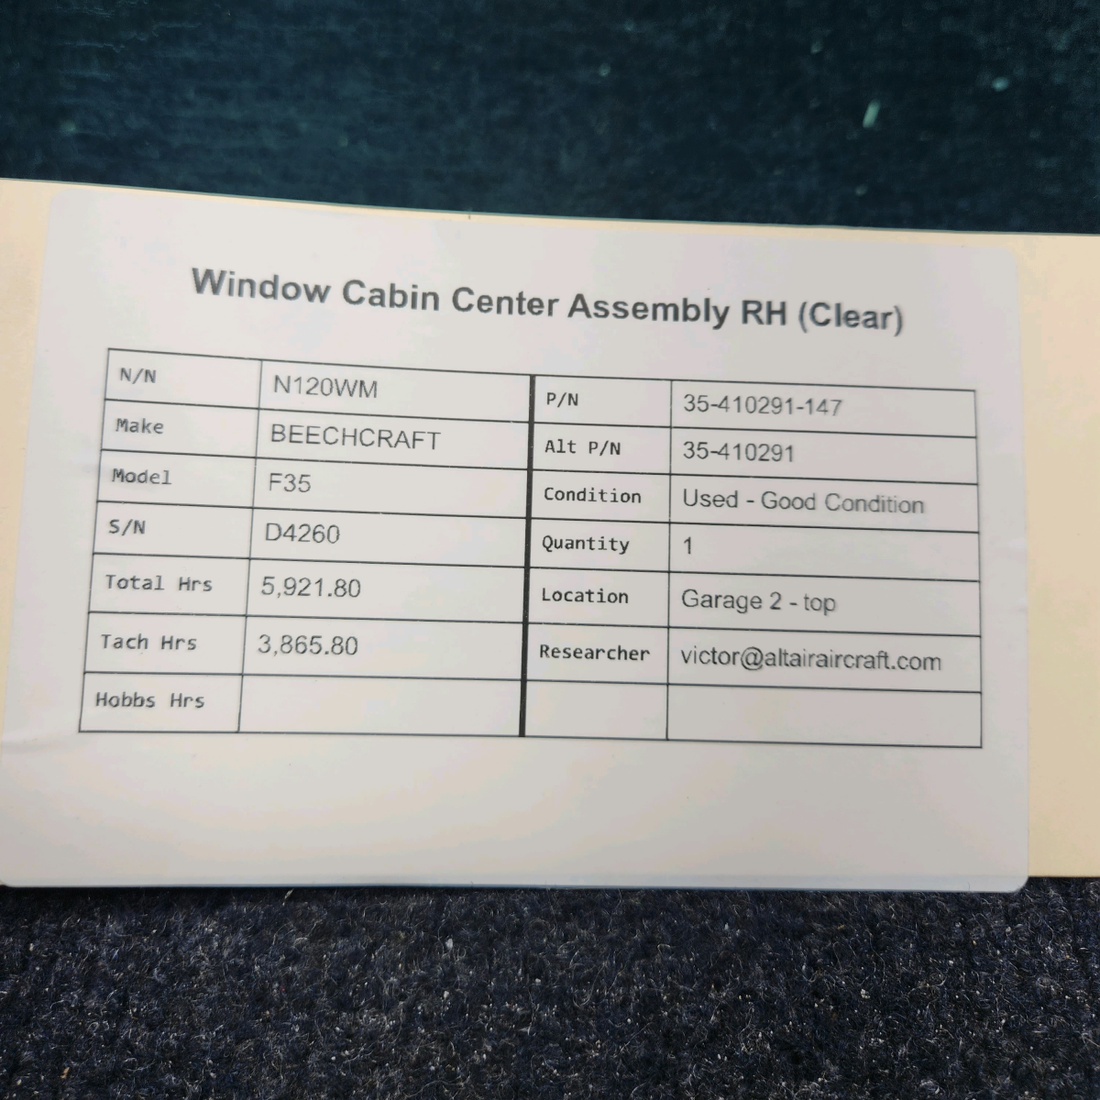 Window Cabin Center Assembly RH (Clear)
N/N N120WM P/N 35-410291-147
Make BEECHCRAFT Alt P/N 35-410291
Model F35 Condition Used - Good Condition
S/N D4260 Quantity 1
Total Hrs 5,921.80 Location Garage 2 - top
Tach Hrs 3,865.80 Researcher victor@altairaircraft.com
Hobbs Hrs